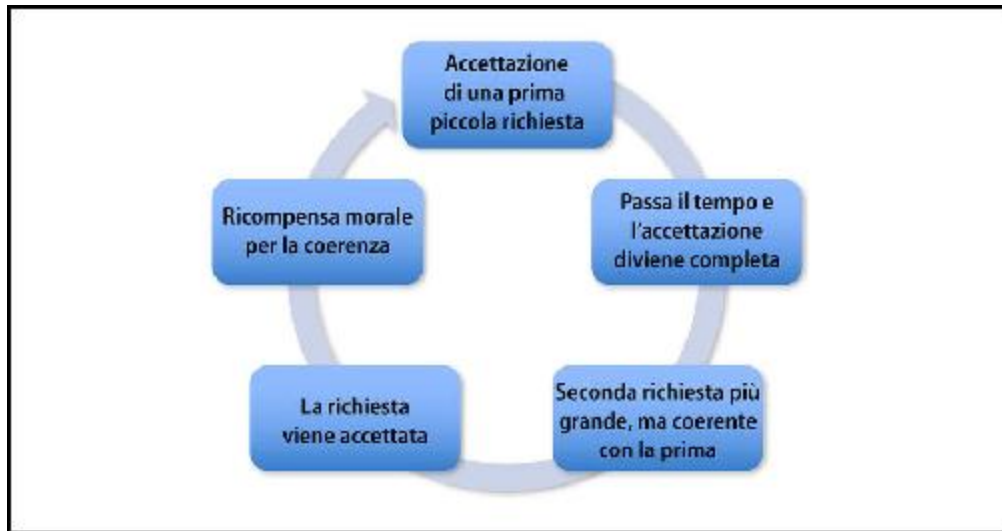 Accettazione
di una prima
piccola richiesta
Passa il tempo e
l'accettazione
diviene completa
Seconda richiesta più
grande, ma coerente
con la prima
La richiesta
viene accettata
Ricompensa morale
per la coerenza